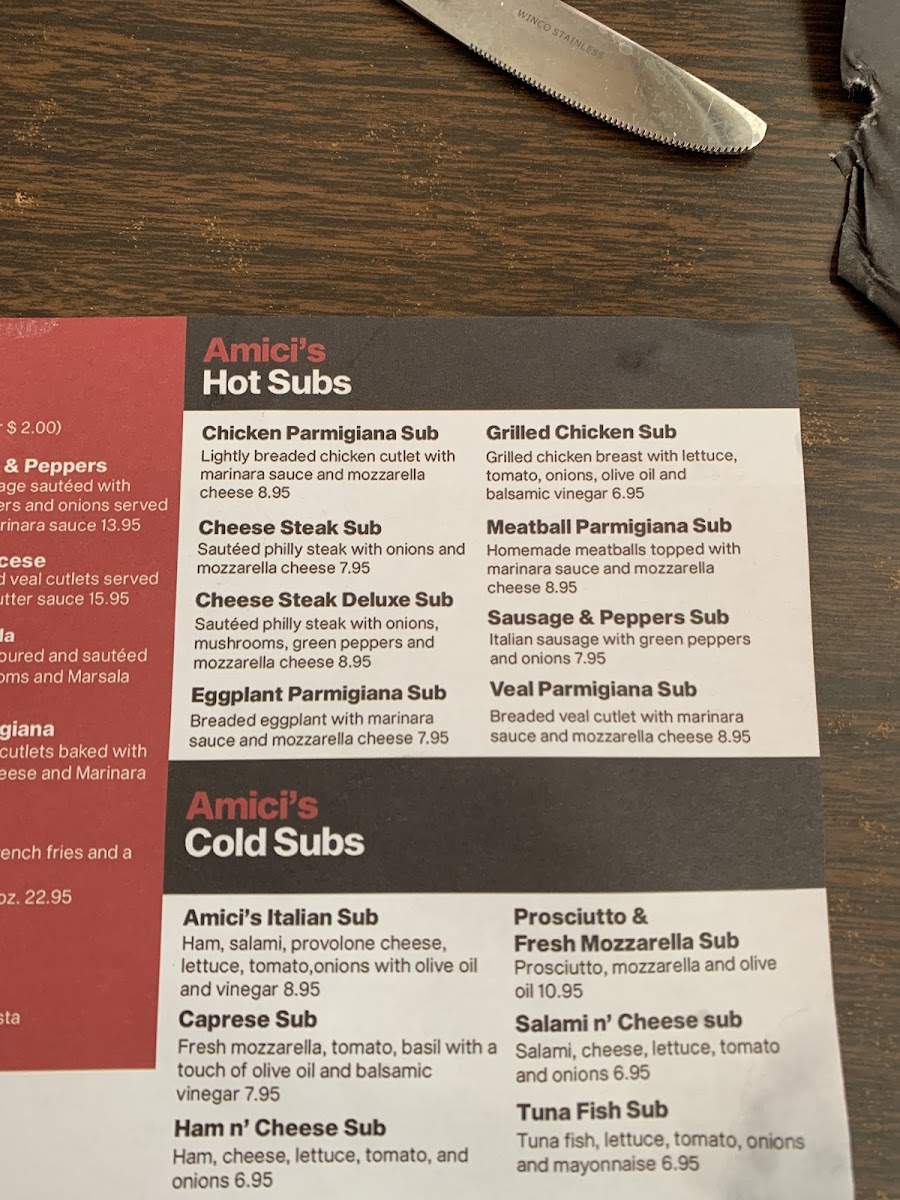 WINCO STAINLESS
$ 2.00)
& Peppers
sautéed with
and onions served
sauce 13.95
veal cutlets served
sauce 15.95
and sautéed
and Marsala
cutlets baked with
and Marinara
fries and a
oz. 22.95
Amici's
Hot Subs
Chicken Parmigiana Sub
Lightly breaded chicken cutlet with
marinara sauce and mozzarella
cheese 8.95
Cheese Steak Sub
Sautéed philly steak with onions and
mozzarella cheese 7.95
Cheese Steak Deluxe Sub
Sautéed philly steak with onions,
mushrooms, green peppers and
mozzarella cheese 8.95
Eggplant Parmigiana Sub
Breaded eggplant with marinara
sauce and mozzarella cheese 7.95
Grilled Chicken Sub
Grilled chicken breast with lettuce,
tomato, onions, olive oil and
balsamic vinegar 6.95
Meatball Parmigiana Sub
Homemade meatballs topped with
marinara sauce and mozzarella
cheese 8.95
Sausage & Peppers Sub
Italian sausage with green peppers
and onions 7.95
Veal Parmigiana Sub
Breaded veal cutlet with marinara
sauce and mozzarella cheese 8.95
Amici's
Cold Subs
Amici's Italian Sub
Ham, salami, provolone cheese,
lettuce, tomato,onions with olive oil
and vinegar 8.95
Caprese Sub
Fresh mozzarella, tomato, basil with a
touch of olive oil and balsamic
vinegar 7.95
Ham n' Cheese Sub
Ham, cheese, lettuce, tomato, and
onions 6.95
Prosciutto &
Fresh Mozzarella Sub
Prosciutto, mozzarella and olive
oil 10.95
Salami n' Cheese sub
Salami, cheese, lettuce, tomato
and onions 6.95
Tuna Fish Sub
Tuna fish, lettuce, tomato, onions
and mayonnaise 6.95